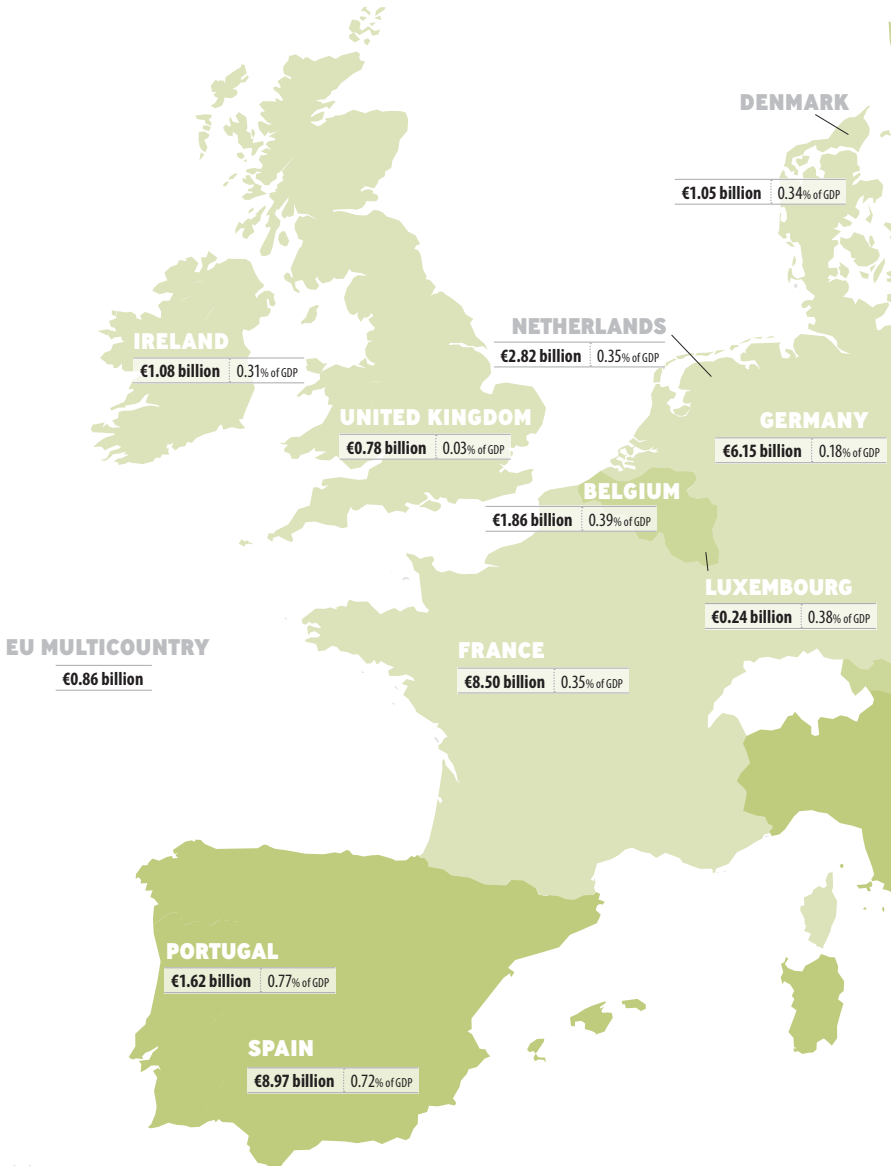 DENMARK
€1.05 billion 0.34% of GDP
NETHERLANDS
€2.82 billion 0.35% of GDP
IRELAND
€1.08 billion 0.31% of GDP
UNITED KINGDOM
€0.78 billion 0.03% of GDP
GERMANY
€6.15 billion 0.18% of GDP
BELGIUM
€1.86 billion 0.39% of GDP
LUXEMBOURG
€0.24 billion 0.38% of GDP
EU MULTICOUNTRY
€0.86 billion
FRANCE
€8.50 billion 0.35% of GDP
PORTUGAL
€1.62 billion 0.77% of GDP
SPAIN
€8.97 billion 0.72% of GDP